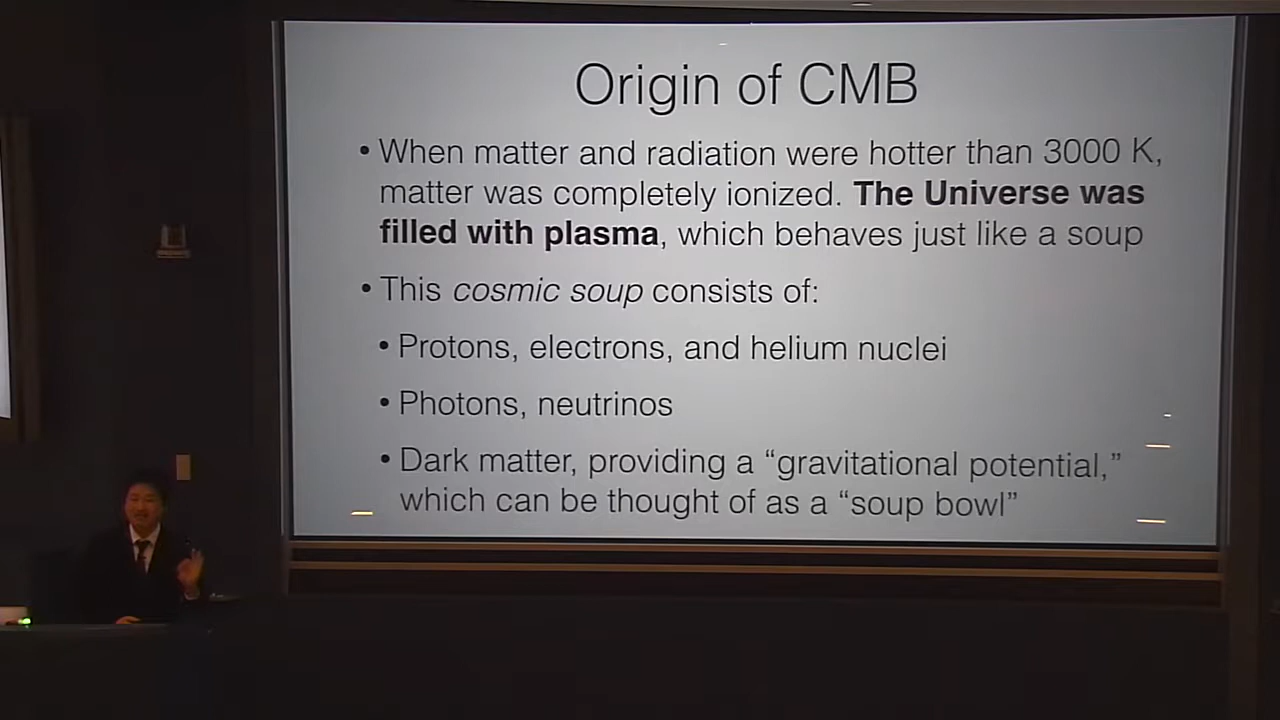 Origin of CMB
• When matter and radiation were hotter than 3000 K,
matter was completely ionized. The Universe was
filled with plasma, which behaves just like a soup
• This cosmic soup consists of:
• Protons, electrons, and helium nuclei
• Photons, neutrinos
• Dark matter, providing a “gravitational potential,”
which can be thought of as a “soup bowl”